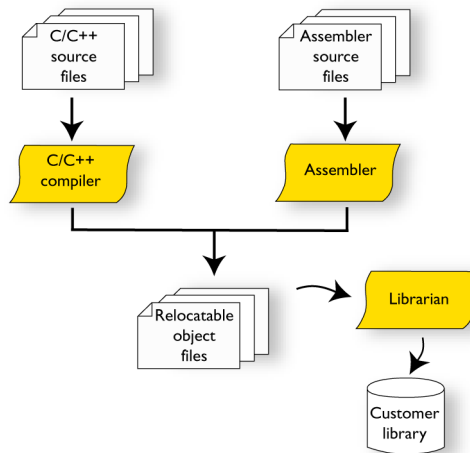 C/C++
source
files
Assembler
source
files
C/C++
compiler
Assembler
Relocatable
object
files
Librarian
Customer
library